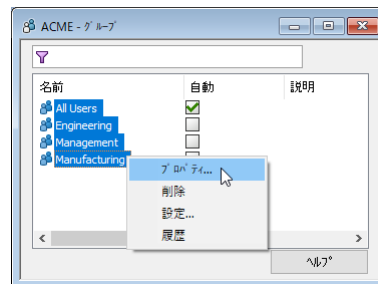 ACME - ｸﾞﾙｰﾌﾟ
名前 自動 説明
All Users
Engineering
Management
Manufacturing
ﾌﾟﾛﾊﾟﾃｨ...
削除
設定...
履歴
ﾍﾙﾌﾟ